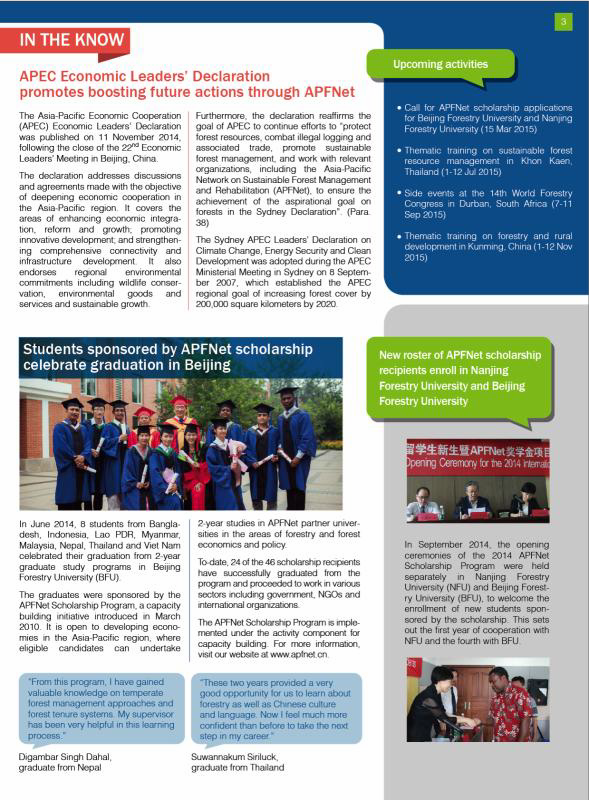 3
IN THE KNOW
APEC Economic Leaders' Declaration
promotes boosting future actions through APFNet
The Asia-Pacific Economic Cooperation
(APEC) Economic Leaders' Declaration
was published on 11 November 2014,
following the close of the 22nd Economic
Leaders' Meeting in Beijing, China.
The declaration addresses discussions
and agreements made with the objective
of deepening economic cooperation in
the Asia-Pacific region. It covers the
areas of enhancing economic integra-
tion, reform and growth; promoting
innovative development; and strengthen-
ing comprehensive connectivity and
infrastructure development. It also
endorses regional environmental
commitments including wildlife conser-
vation, environmental goods and
services and sustainable growth.
Furthermore, the declaration reaffirms the
goal of APEC to continue efforts to "protect
forest resources, combat illegal logging and
associated trade, promote sustainable
forest management, and work with relevant
organizations, including the Asia-Pacific
Network on Sustainable Forest Management
and Rehabilitation (APFNet), to ensure the
achievement of the aspirational goal on
forests in the Sydney Declaration". (Para.
38)
The Sydney APEC Leaders' Declaration on
Climate Change, Energy Security and Clean
Development was adopted during the APEC
Ministerial Meeting in Sydney on 8 Septem-
ber 2007, which established the APEC
regional goal of increasing forest cover by
200,000 square kilometers by 2020.
Upcoming activities
• Call for APFNet scholarship applications
for Beijing Forestry University and Nanjing
Forestry University (15 Mar 2015)
• Thematic training on sustainable forest
resource management in Khon Kaen,
Thailand (1-12 Jul 2015)
• Side events at the 14th World Forestry
Congress in Durban, South Africa (7-11
Sep 2015)
• Thematic training on forestry and rural
development in Kunming, China (1-12 Nov
2015)
Students sponsored by APFNet scholarship
celebrate graduation in Beijing
In June 2014, 8 students from Bangla-
desh, Indonesia, Lao PDR, Myanmar,
Malaysia, Nepal, Thailand and Viet Nam
celebrated their graduation from 2-year
graduate study programs in Beijing
Forestry University (BFU).
The graduates were sponsored by the
APFNet Scholarship Program, a capacity
building initiative introduced in March
2010. It is open to developing econo-
mies in the Asia-Pacific region, where
eligible candidates can undertake
2-year studies in APFNet partner univer-
sities in the areas of forestry and forest
economics and policy.
To-date, 24 of the 46 scholarship recipients
have successfully graduated from the
program and proceeded to work in various
sectors including government, NGOs and
international organizations.
The APFNet Scholarship Program is imple-
mented under the activity component for
capacity building. For more information,
visit our website at www.apfnet.cn.
"From this program, I have gained
valuable knowledge on temperate
forest management approaches and
forest tenure systems. My supervisor
has been very helpful in this learning
process."
Digambar Singh Dahal,
graduate from Nepal
"These two years provided a very
good opportunity for us to learn about
forestry as well as Chinese culture
and language. Now I feel much more
confident than before to take the next
step in my career."
Suwannakum Siriluck,
graduate from Thailand
New roster of APFNet scholarship
recipients enroll in Nanjing
Forestry University and Beijing
Forestry University
留学生新生暨APFNet奖学金项目
Opening Ceremony for the 2014 Internatio
In September 2014, the opening
ceremonies of the 2014 APFNet
Scholarship Program were held
separately in Nanjing Forestry
University (NFU) and Beijing Forest-
ry University (BFU), to welcome the
enrollment of new students spon-
sored by the scholarship. This sets
out the first year of cooperation with
NFU and the fourth with BFU.